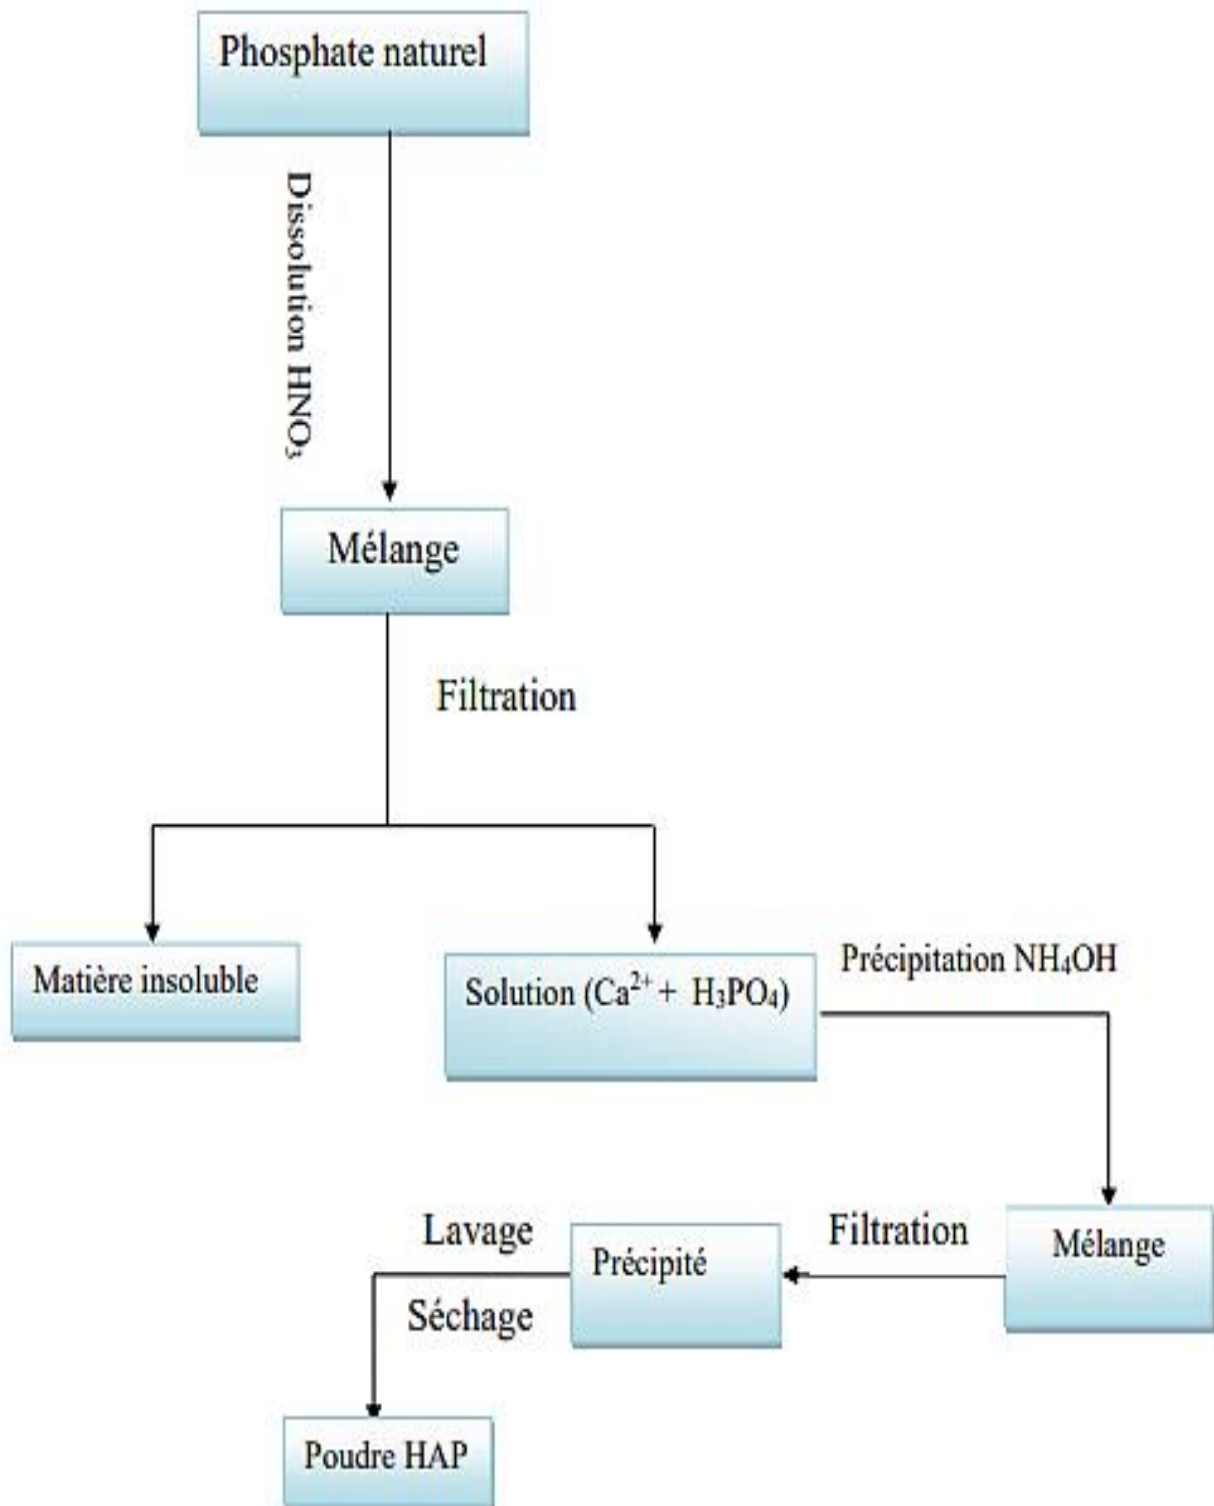 Phosphate naturel
Dissolution HNO₃
Mélange
Filtration
Matière insoluble
Solution (Ca²⁺ + H₃PO₄)
Précipitation NH₄OH
Mélange
Filtration
Précipité
Lavage
Séchage
Poudre HAP